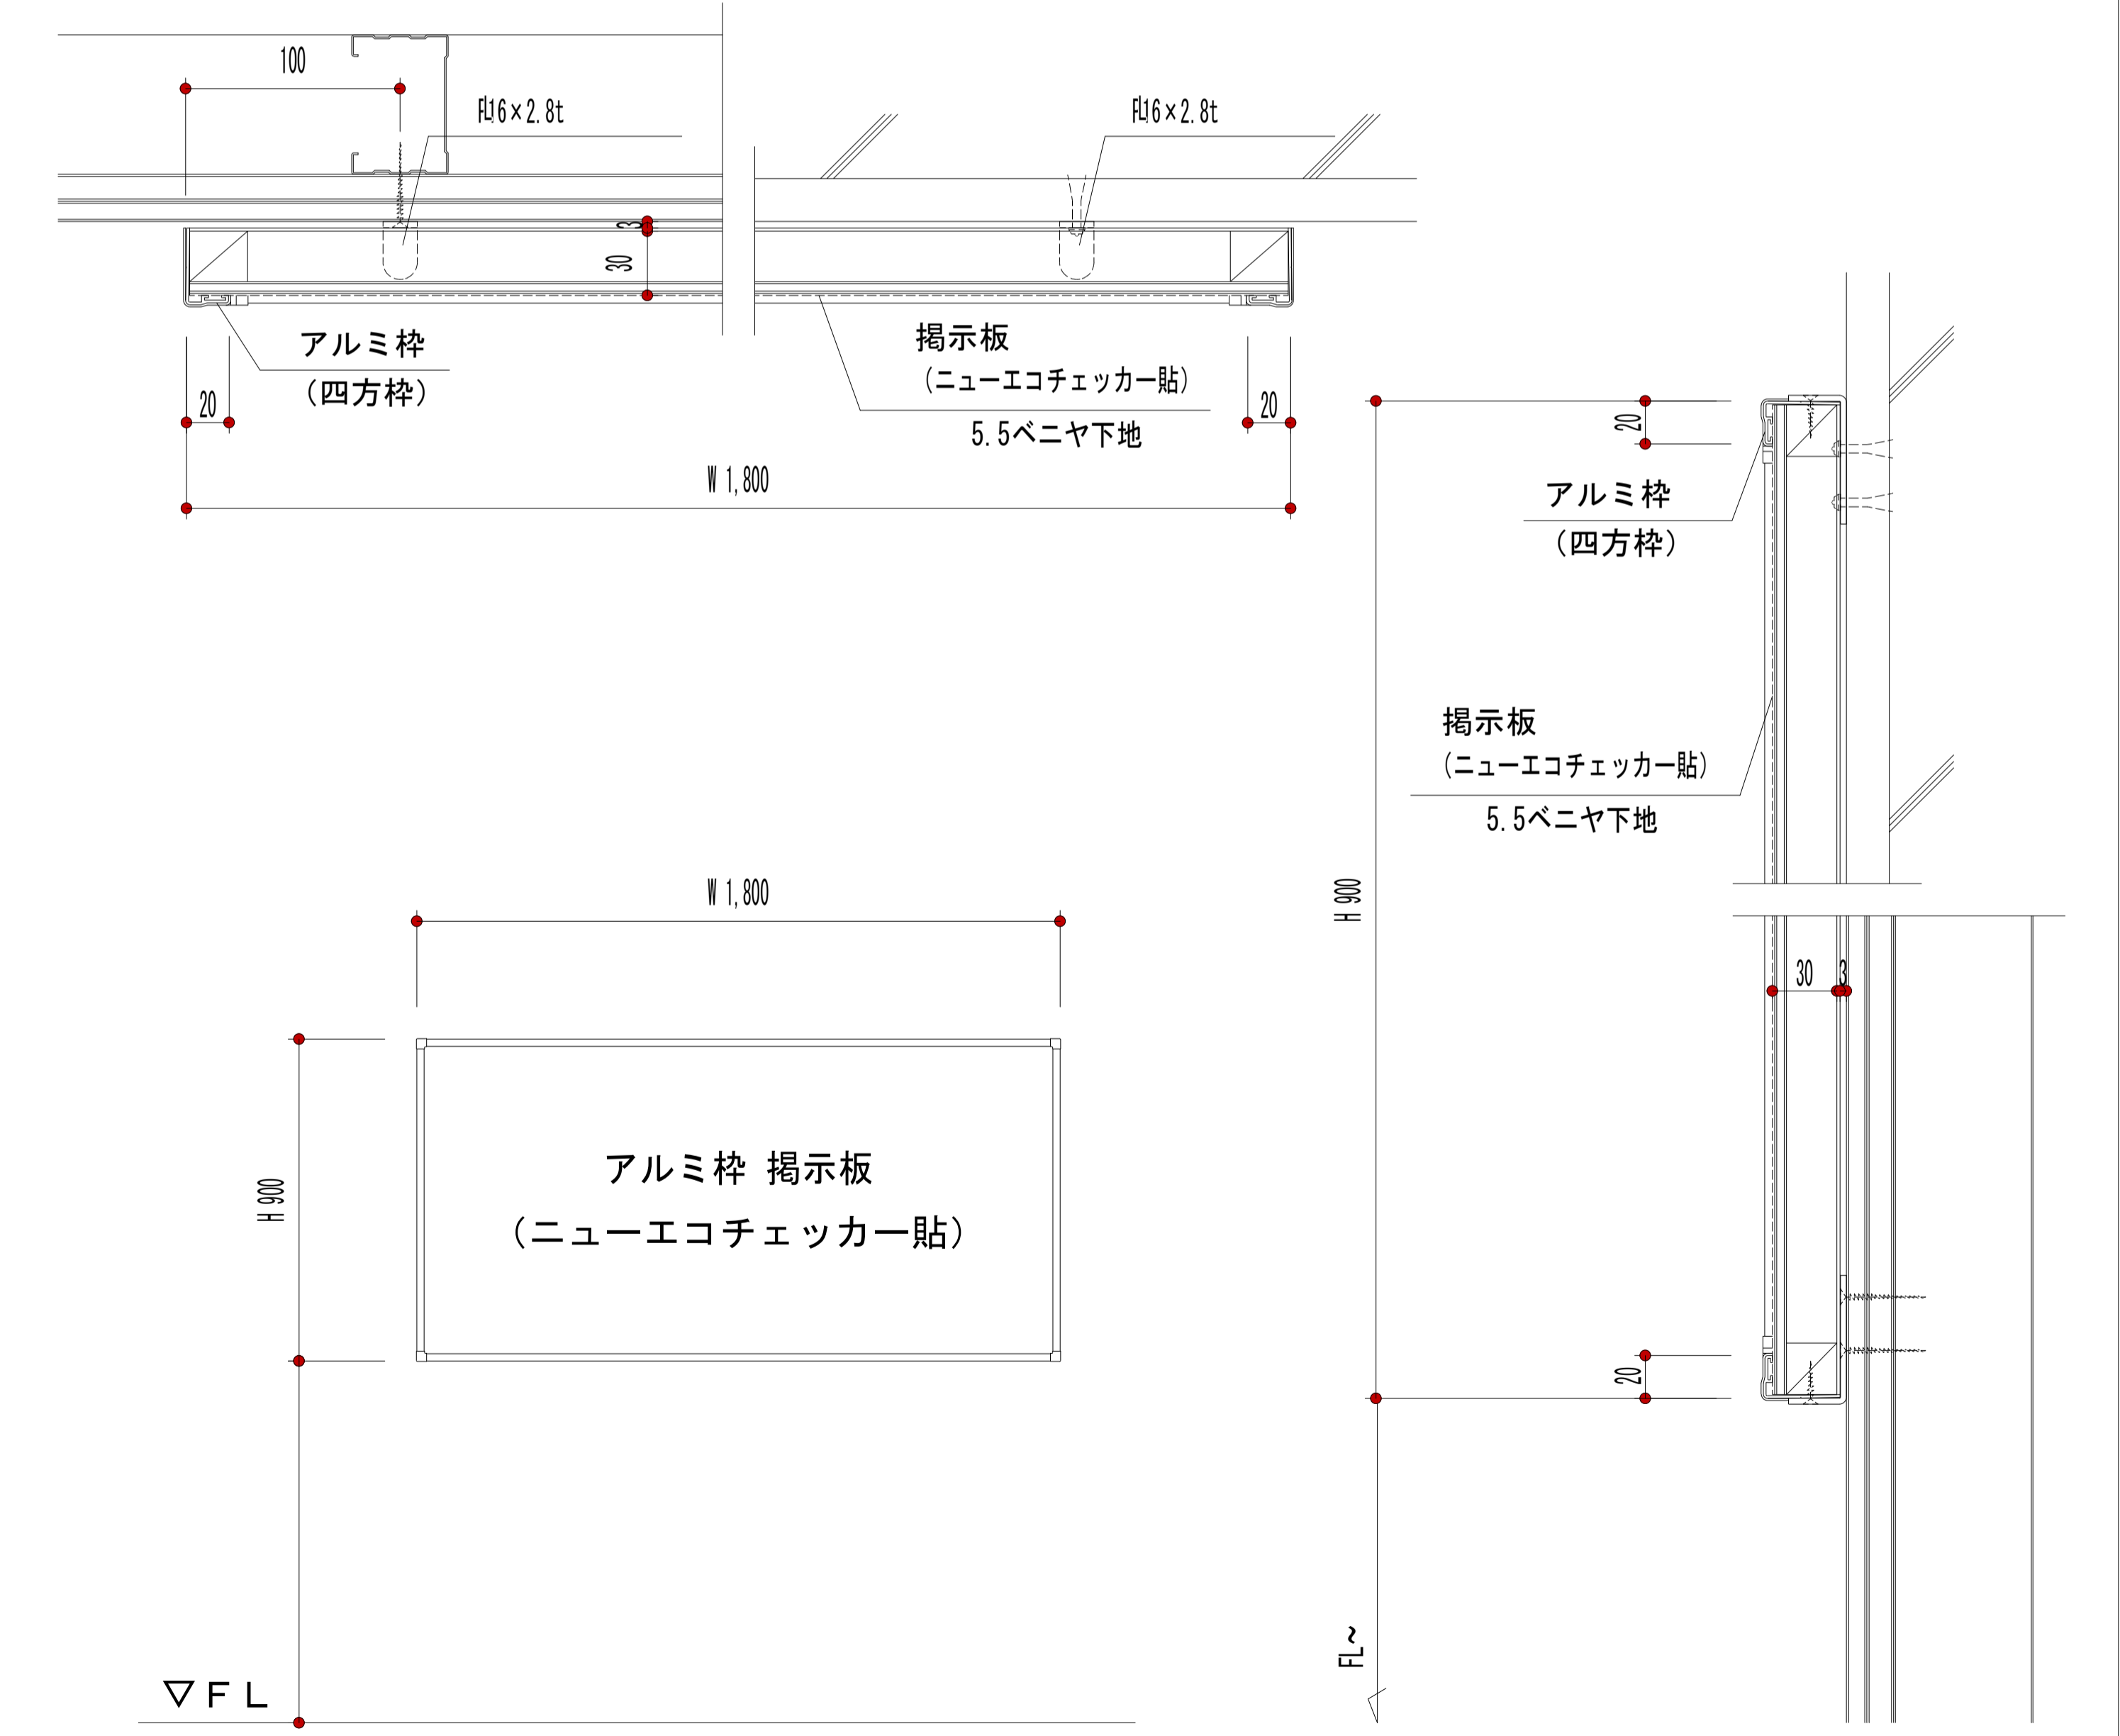 100
FL16×2.8t
FL16×2.8t
3
30
アルミ枠
(四方枠)
掲示板
(ニューエコチェッカー貼)
5.5ベニヤ下地
20
20
W 1,800
20
アルミ枠
(四方枠)
掲示板
(ニューエコチェッカー貼)
5.5ベニヤ下地
H 900
30
3
20
FL~
W 1,800
H 900
アルミ枠 掲示板
(ニューエコチェッカー貼)
▽FL